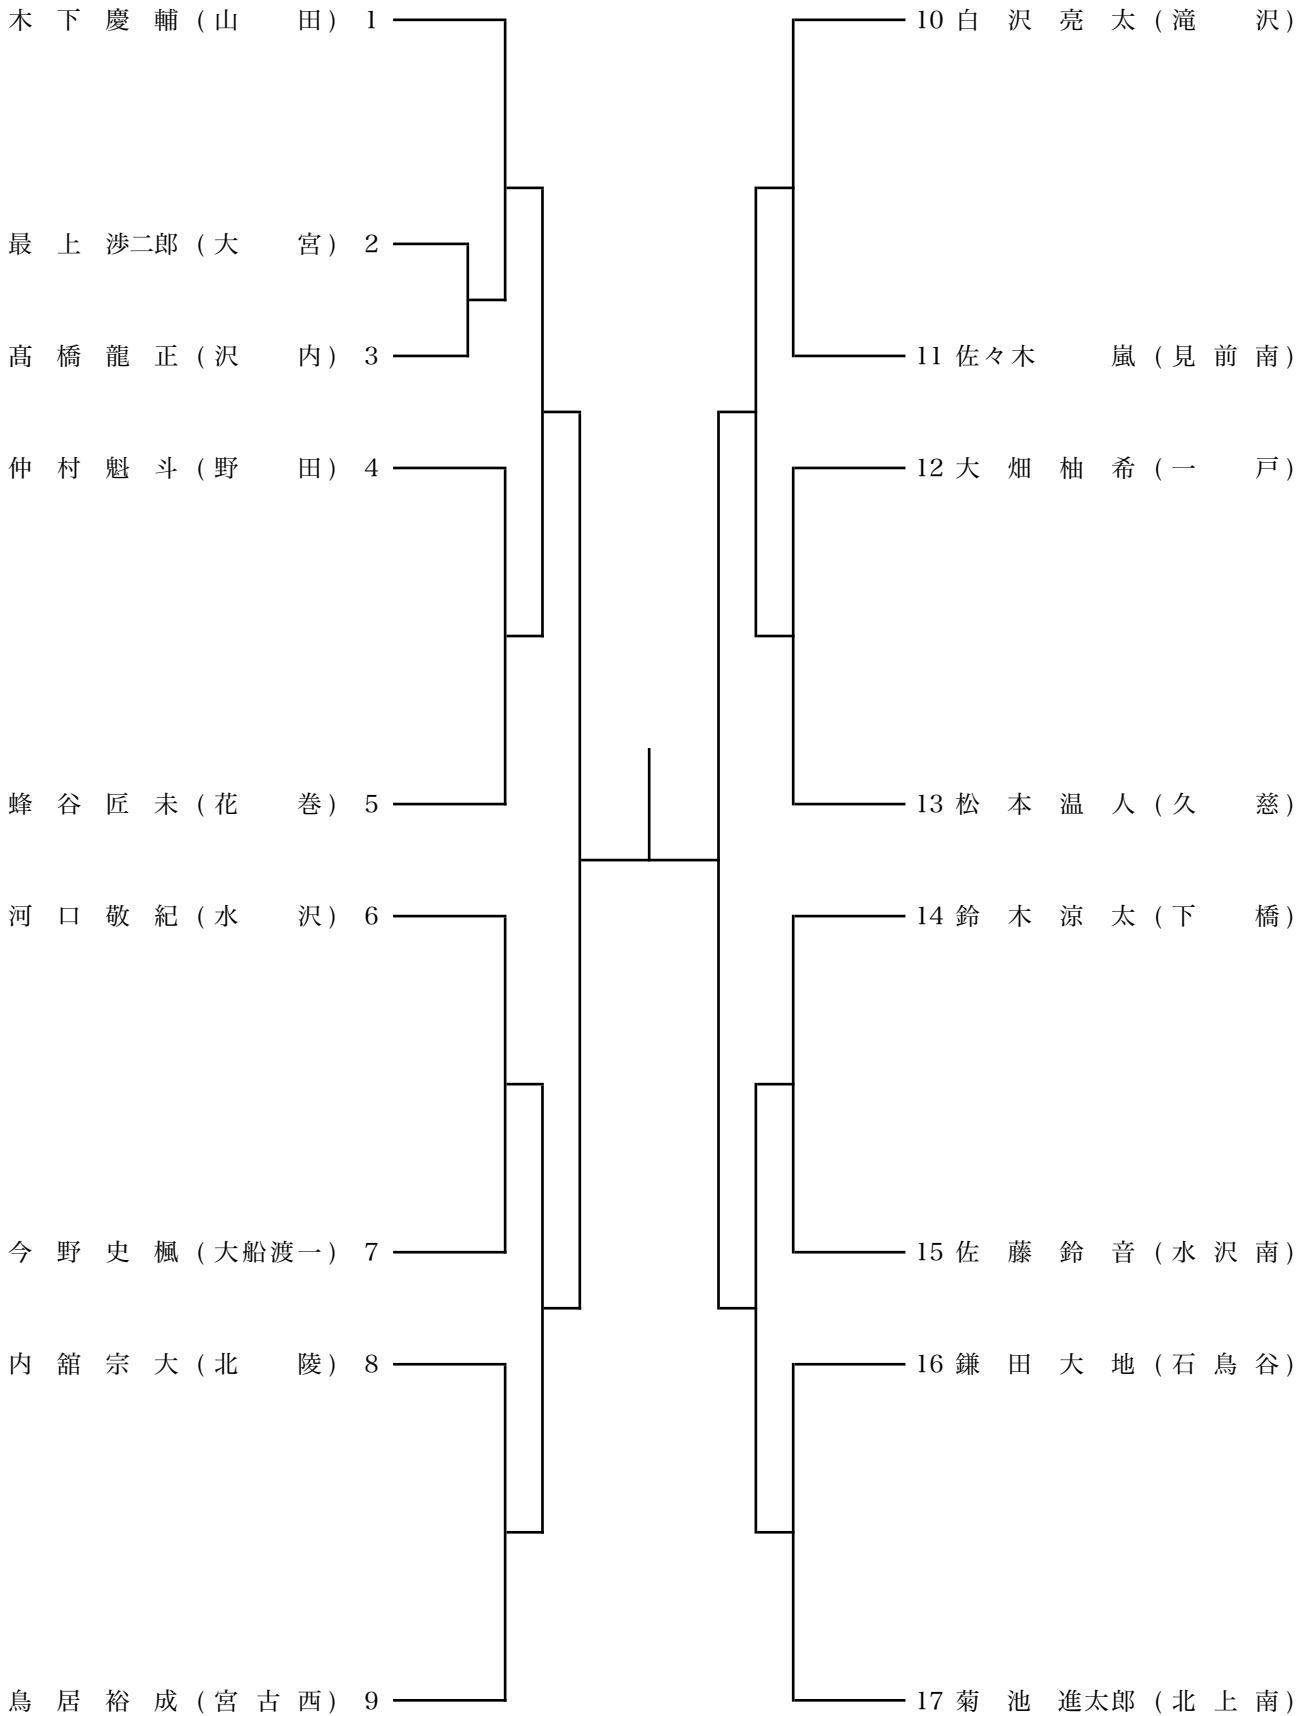 木下慶輔(山田) 1
最上渉二郎(大宮) 2
髙橋龍正(沢内) 3
仲村魁斗(野田) 4
蜂谷匠未(花巻) 5
河口敬紀(水沢) 6
今野史楓(大船渡一) 7
内舘宗大(北陵) 8
鳥居裕成(宮古西) 9
10 白沢亮太(滝沢)
11 佐々木嵐(見前南)
12 大畑柚希(一戸)
13 松本温人(久慈)
14 鈴木涼太(下橋)
15 佐藤鈴音(水沢南)
16 鎌田大地(石鳥谷)
17 菊池進太郎(北上南)